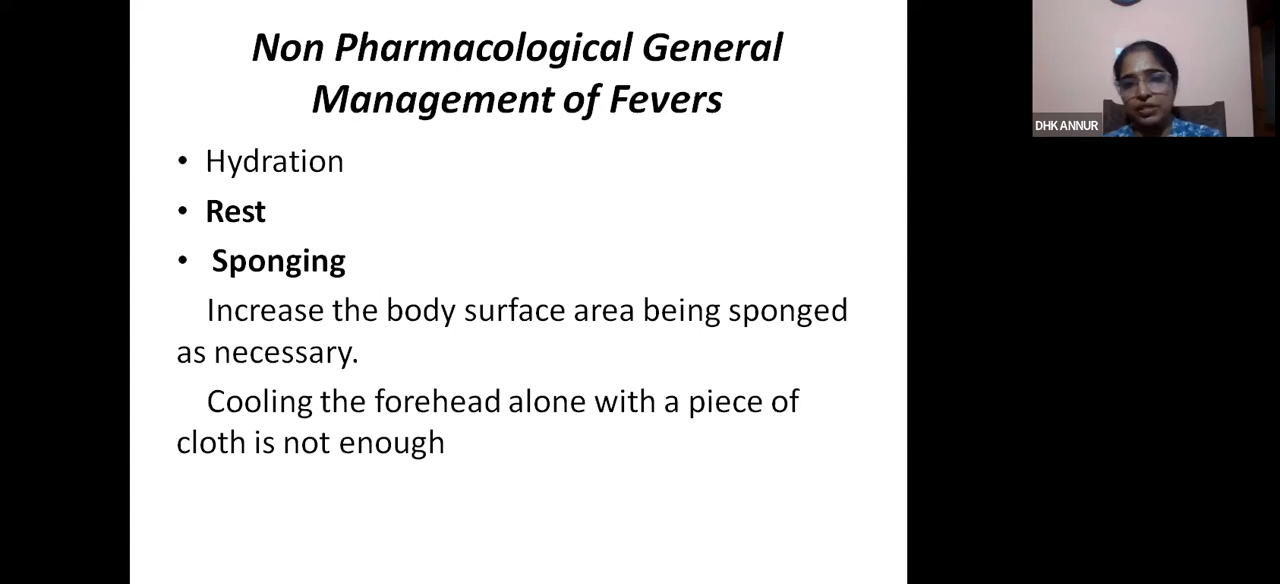 Non Pharmacological General
Management of Fevers
• Hydration
• Rest
• Sponging
Increase the body surface area being sponged
as necessary.
Cooling the forehead alone with a piece of
cloth is not enough
DHK ANNUR